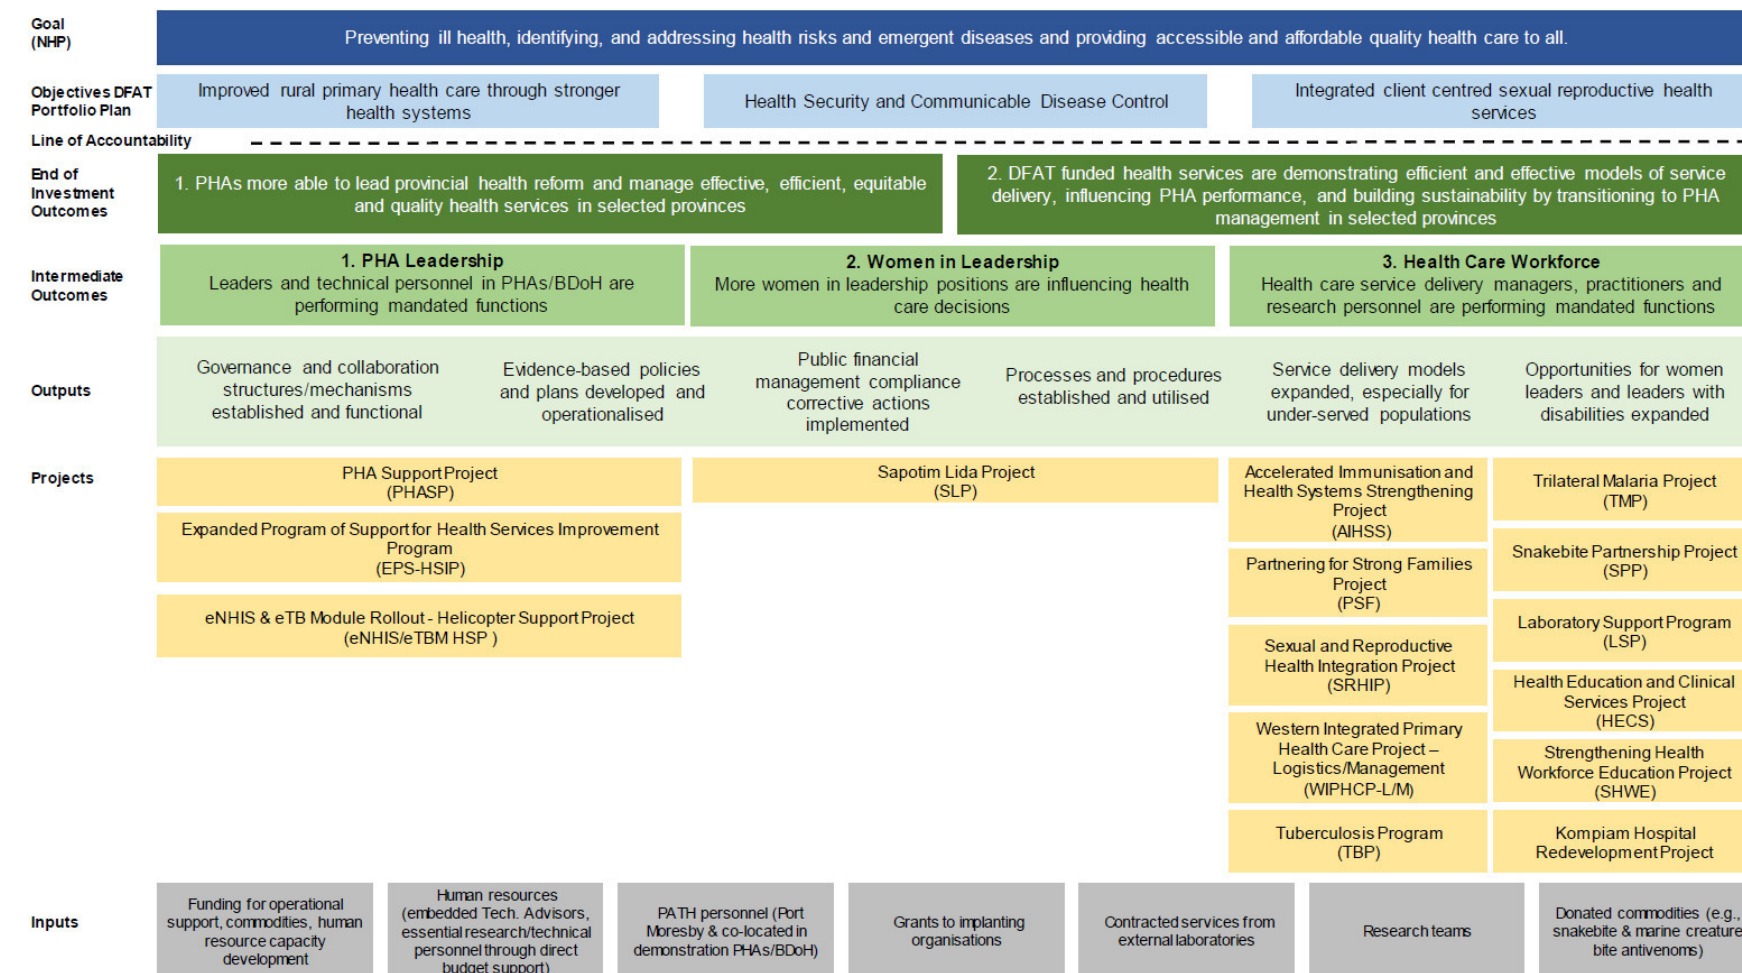 Goal
(NHP)
Preventing ill health, identifying, and addressing health risks and emergent diseases and providing accessible and affordable quality health care to all.
Objectives DFAT
Portfolio Plan
Improved rural primary health care through stronger
health systems
Health Security and Communicable Disease Control
Integrated client centred sexual reproductive health
services
Line of Accountability
End of
Investment
Outcomes
1. PHAs more able to lead provincial health reform and manage effective, efficient, equitable
and quality health services in selected provinces
2. DFAT funded health services are demonstrating efficient and effective models of service
delivery, influencing PHA performance, and building sustainability by transitioning to PHA
management in selected provinces
Intermediate
Outcomes
1. PHA Leadership
Leaders and technical personnel in PHAs/BDoH are
performing mandated functions
2. Women in Leadership
More women in leadership positions are influencing health
care decisions
3. Health Care Workforce
Health care service delivery managers, practitioners and
research personnel are performing mandated functions
Outputs
Governance and collaboration
structures/mechanisms
established and functional
Evidence-based policies
and plans developed and
operationalised
Public financial
management compliance
corrective actions
implemented
Processes and procedures
established and utilised
Service delivery models
expanded, especially for
under-served populations
Opportunities for women
leaders and leaders with
disabilities expanded
Projects
PHA Support Project
(PHASP)
Expanded Program of Support for Health Services Improvement
Program
(EPS-HSIP)
eNHIS & eTB Module Rollout - Helicopter Support Project
(eNHIS/eTBM HSP )
Sapotim Lida Project
(SLP)
Accelerated Immunisation and
Health Systems Strengthening
Project
(AIHSS)
Partnering for Strong Families
Project
(PSF)
Sexual and Reproductive
Health Integration Project
(SRHIP)
Western Integrated Primary
Health Care Project –
Logistics/Management
(WIPHCP-L/M)
Tuberculosis Program
(TBP)
Trilateral Malaria Project
(TMP)
Snakebite Partnership Project
(SPP)
Laboratory Support Program
(LSP)
Health Education and Clinical
Services Project
(HECS)
Strengthening Health
Workforce Education Project
(SHWE)
Kompiam Hospital
Redevelopment Project
Inputs
Funding for operational
support, commodities, human
resource capacity
development
Human resources
(embedded Tech. Advisors,
essential research/technical
personnel through direct
budget support)
PATH personnel (Port
Moresby & co-located in
demonstration PHAs/BDoH)
Grants to implanting
organisations
Contracted services from
external laboratories
Research teams
Donated commodities (e.g.,
snakebite & marine creature
bite antivenoms)